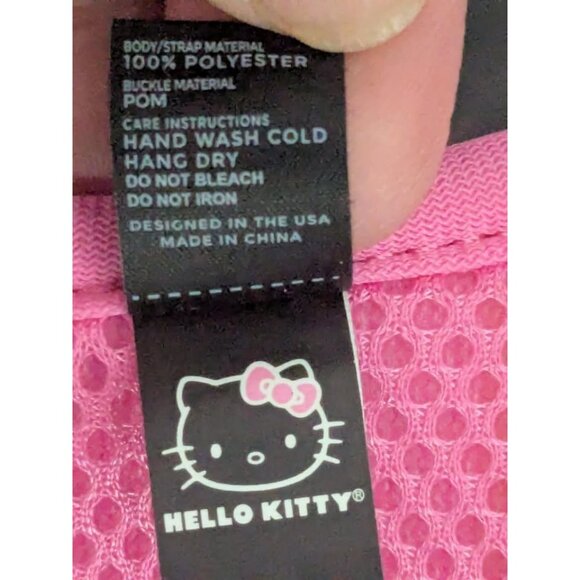 BODY/STRAP MATERIAL
100% POLYESTER
BUCKLE MATERIAL
POM
CARE INSTRUCTIONS
HAND WASH COLD
HANG DRY
DO NOT BLEACH
DO NOT IRON
DESIGNED IN THE USA
MADE IN CHINA
HELLO KITTY®